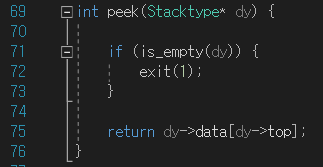 69 int peek(Stacktype* dy) {
70
71 if (is_empty(dy)) {
72 exit(1);
73 }
74
75 return dy->data[dy->top];
76 }